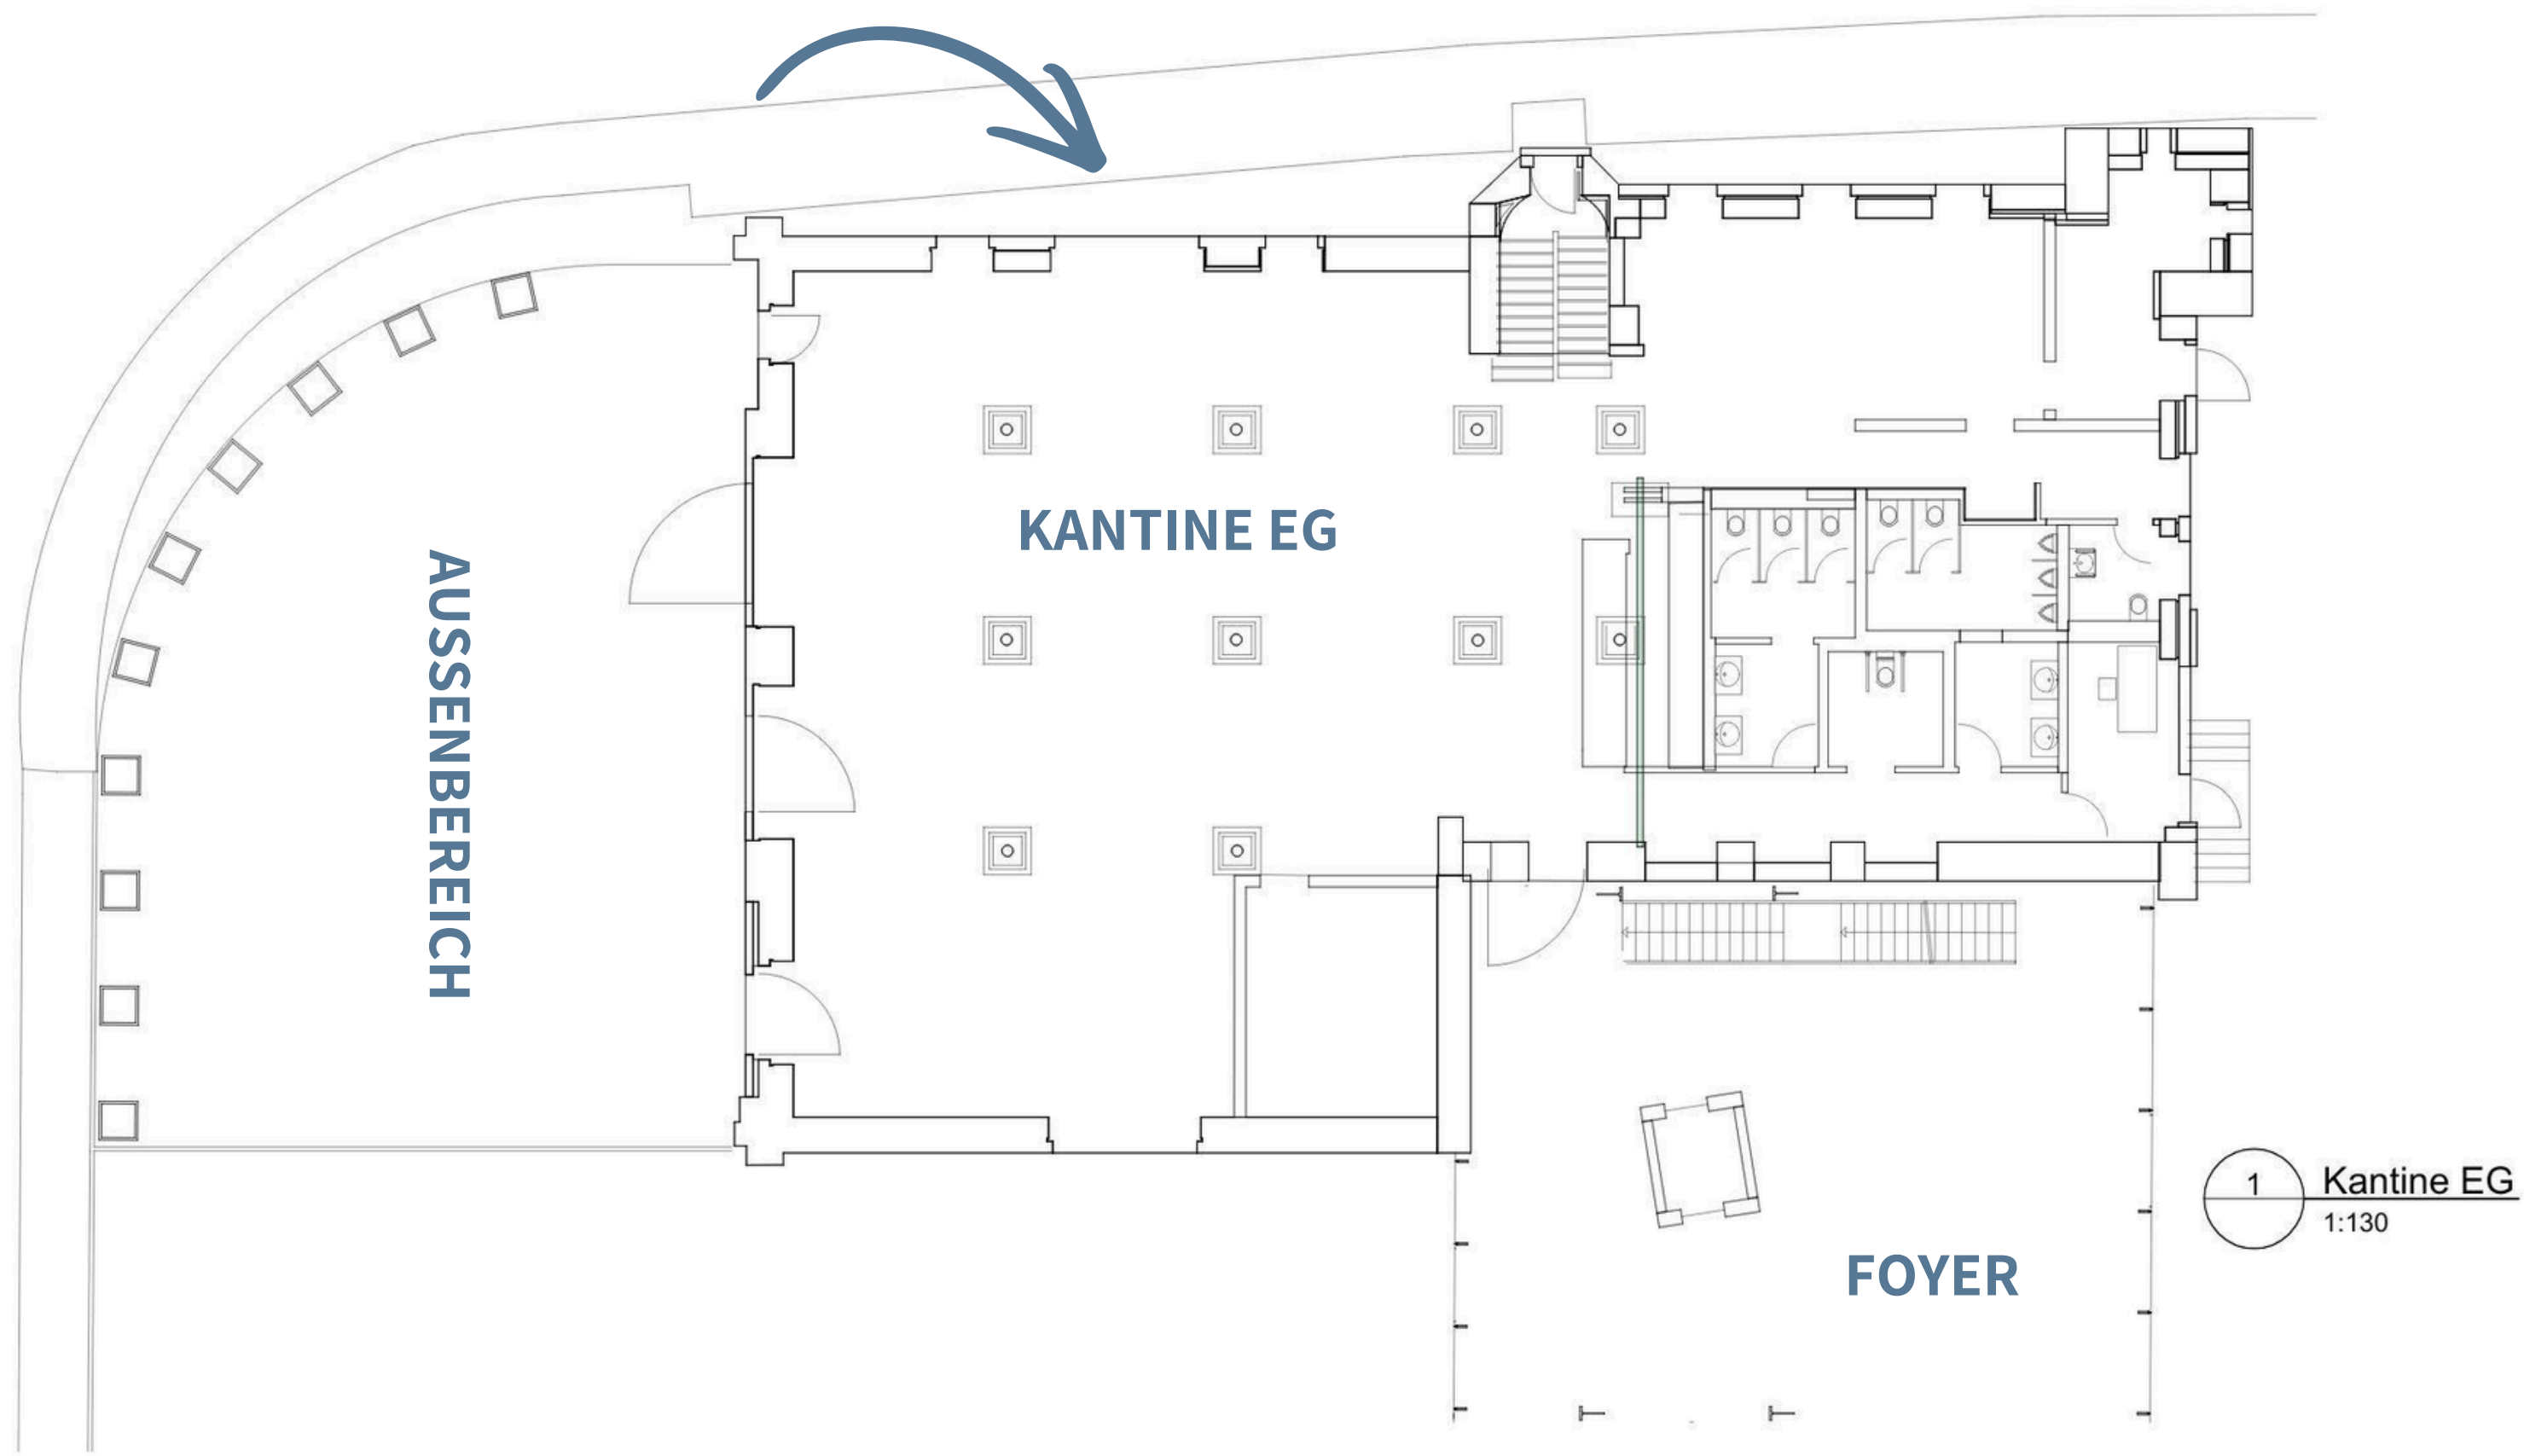 KANTINE EG
AUSSENBEREICH
FOYER
1
Kantine EG
1:130